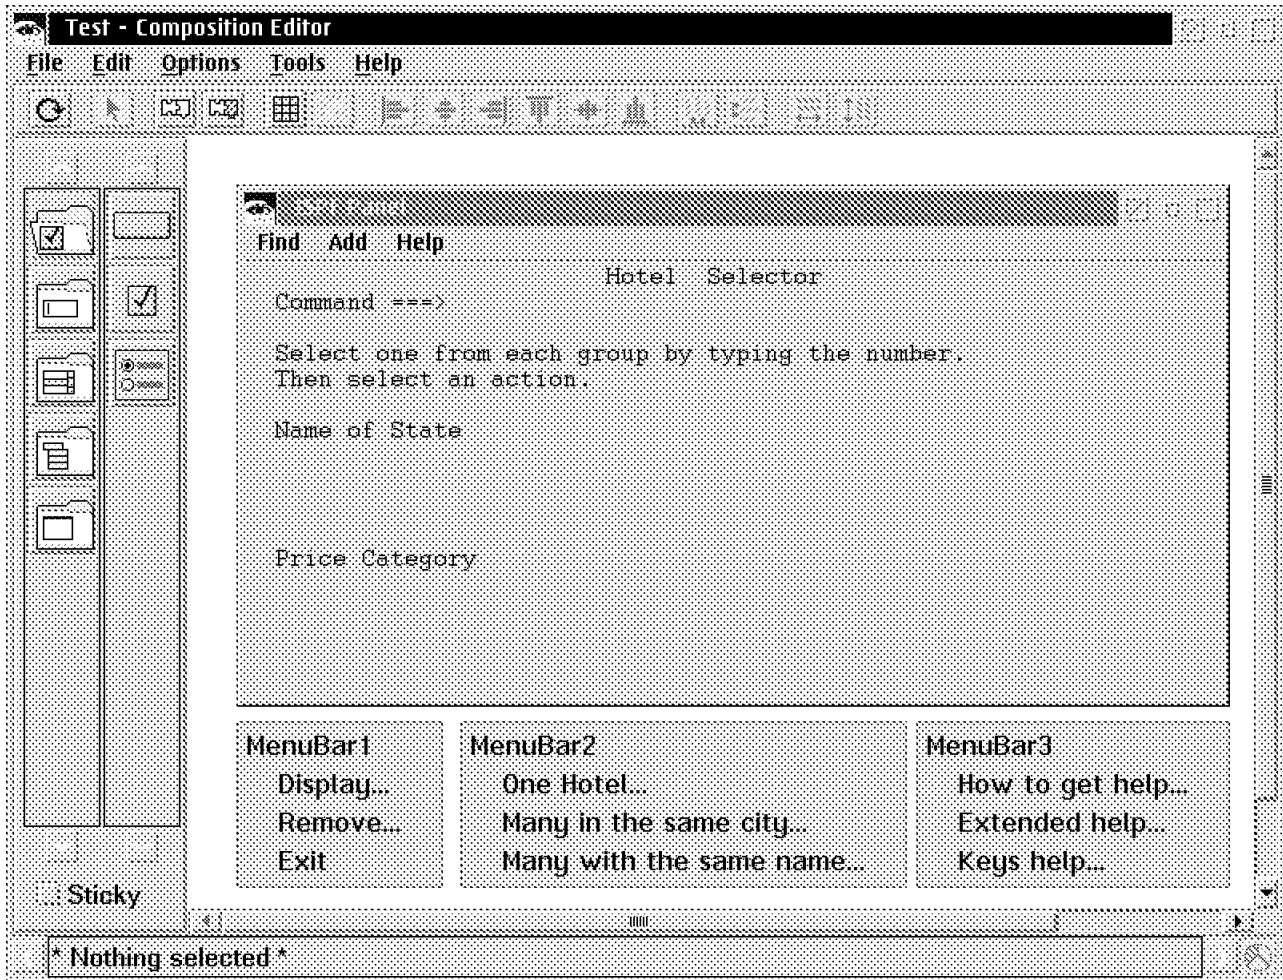 Test - Composition Editor
File Edit Options Tools Help
Find Add Help
Hotel Selector
Command ===>
Select one from each group by typing the number.
Then select an action.
Name of State
Price Category
MenuBar1
Display...
Remove...
Exit
MenuBar2
One Hotel...
Many in the same city...
Many with the same name...
MenuBar3
How to get help...
Extended help...
Keys help...
Sticky
* Nothing selected *